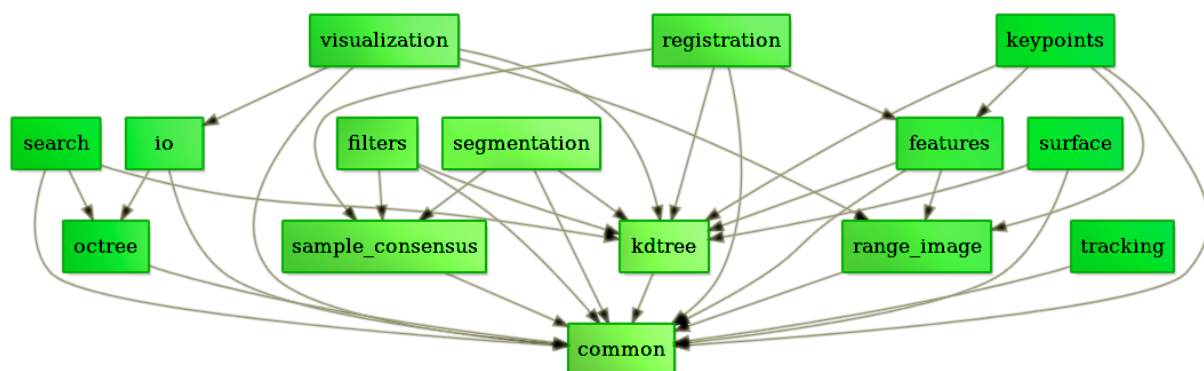 visualization
registration
keypoints
search
io
filters
segmentation
features
surface
octree
sample_consensus
kdtree
range_image
tracking
common